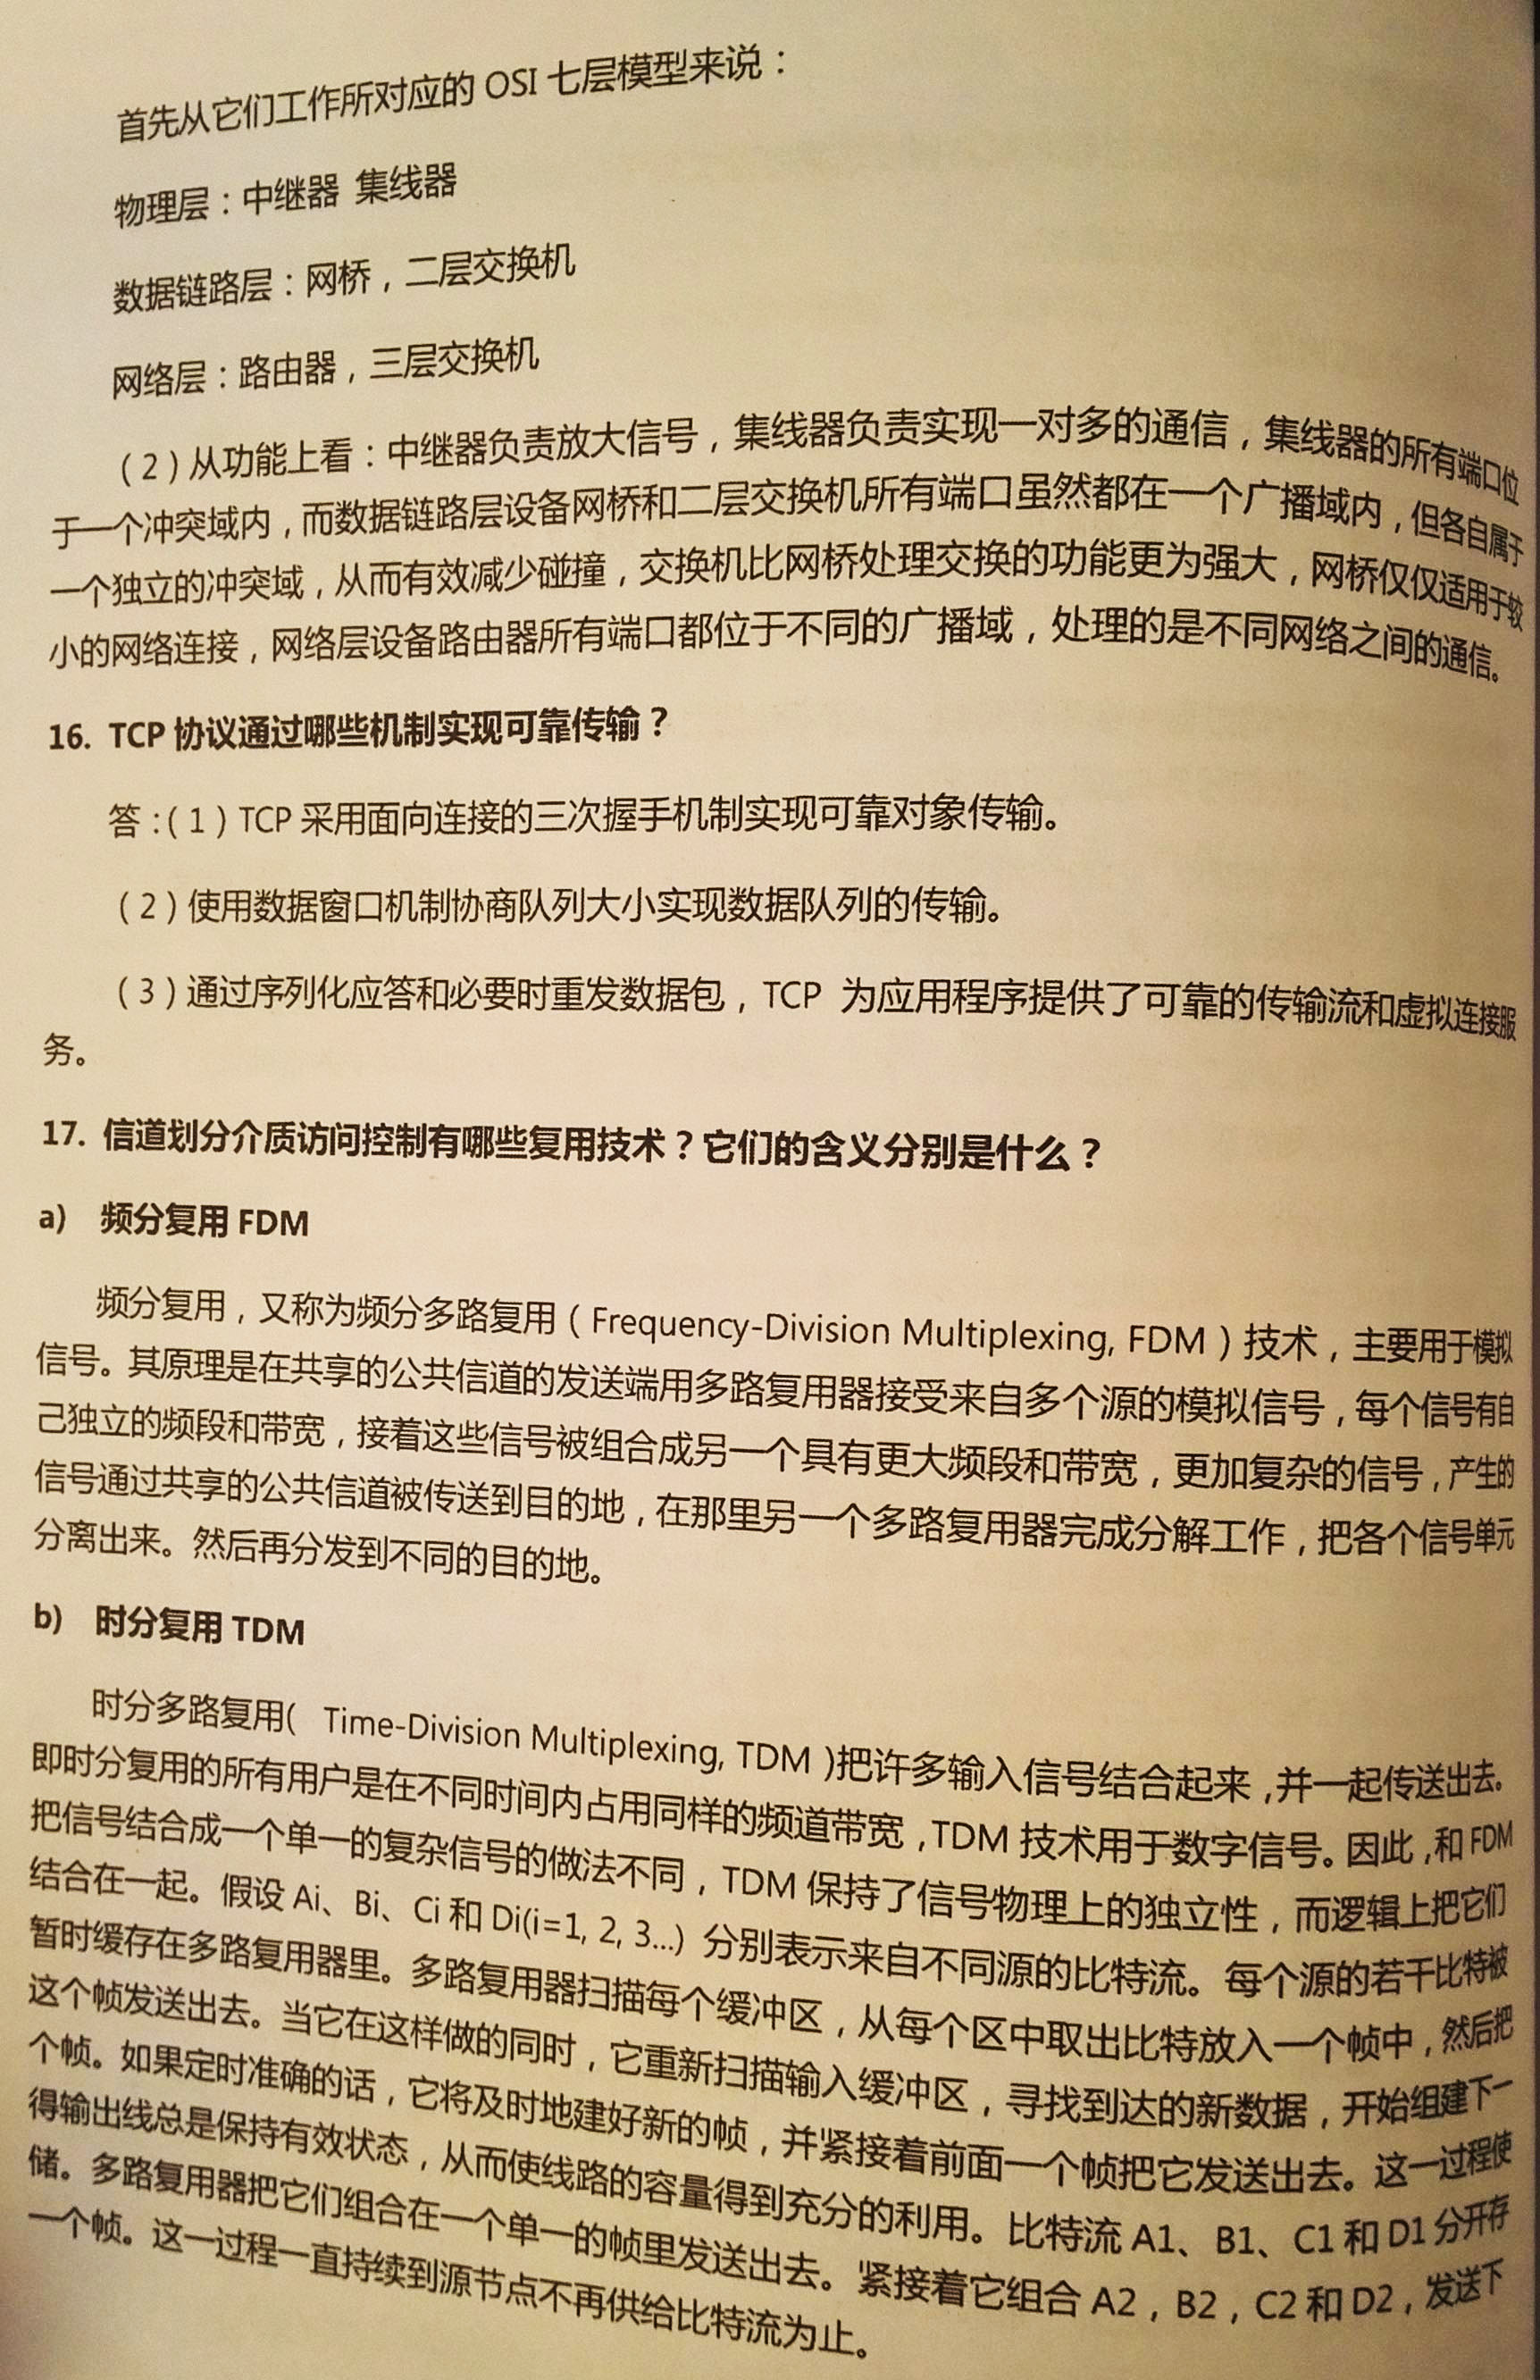 首先从它们工作所对应的 OSI 七层模型来说：
物理层：中继器 集线器
数据链路层：网桥，二层交换机
网络层：路由器，三层交换机
（2）从功能上看：中继器负责放大信号，集线器负责实现一对多的通信，集线器的所有端口位
于一个冲突域内，而数据链路层设备网桥和二层交换机所有端口虽然都在一个广播域内，但各自属于
一个独立的冲突域，从而有效减少碰撞，交换机比网桥处理交换的功能更为强大，网桥仅仅适用于较
小的网络连接，网络层设备路由器所有端口都位于不同的广播域，处理的是不同网络之间的通信。
16. TCP 协议通过哪些机制实现可靠传输？
答：（1）TCP 采用面向连接的三次握手机制实现可靠对象传输。
（2）使用数据窗口机制协商队列大小实现数据队列的传输。
（3）通过序列化应答和必要时重发数据包，TCP 为应用程序提供了可靠的传输流和虚拟连接服
务。
17. 信道划分介质访问控制有哪些复用技术？它们的含义分别是什么？
a) 频分复用 FDM
频分复用，又称为频分多路复用（Frequency-Division Multiplexing, FDM）技术，主要用于模拟
信号。其原理是在共享的公共信道的发送端用多路复用器接受来自多个源的模拟信号，每个信号有自
己独立的频段和带宽，接着这些信号被组合成另一个具有更大频段和带宽，更加复杂的信号，产生的
信号通过共享的公共信道被传送到目的地，在那里另一个多路复用器完成分解工作，把各个信号单元
分离出来。然后再分发到不同的目的地。
b) 时分复用 TDM
时分多路复用( Time-Division Multiplexing, TDM )把许多输入信号结合起来,并一起传送出去。
即时分复用的所有用户是在不同时间内占用同样的频道带宽,TDM 技术用于数字信号。因此,和 FDM
把信号结合成一个单一的复杂信号的做法不同，TDM 保持了信号物理上的独立性，而逻辑上把它们
结合在一起。假设 Ai、Bi、Ci 和 Di(i=1, 2, 3...) 分别表示来自不同源的比特流。每个源的若干比特被
暂时缓存在多路复用器里。多路复用器扫描每个缓冲区，从每个区中取出比特放入一个帧中，然后把
这个帧发送出去。当它在这样做的同时，它重新扫描输入缓冲区，寻找到达的新数据，开始组建下一
个帧。如果定时准确的话，它将及时地建好新的帧，并紧接着前面一个帧把它发送出去。这一过程使
得输出线总是保持有效状态，从而使线路的容量得到充分的利用。比特流 A1、B1、C1 和 D1 分开存
储。多路复用器把它们组合在一个单一的帧里发送出去。紧接着它组合 A2，B2，C2 和 D2，发送下
一个帧。这一过程一直持续到源节点不再供给比特流为止。